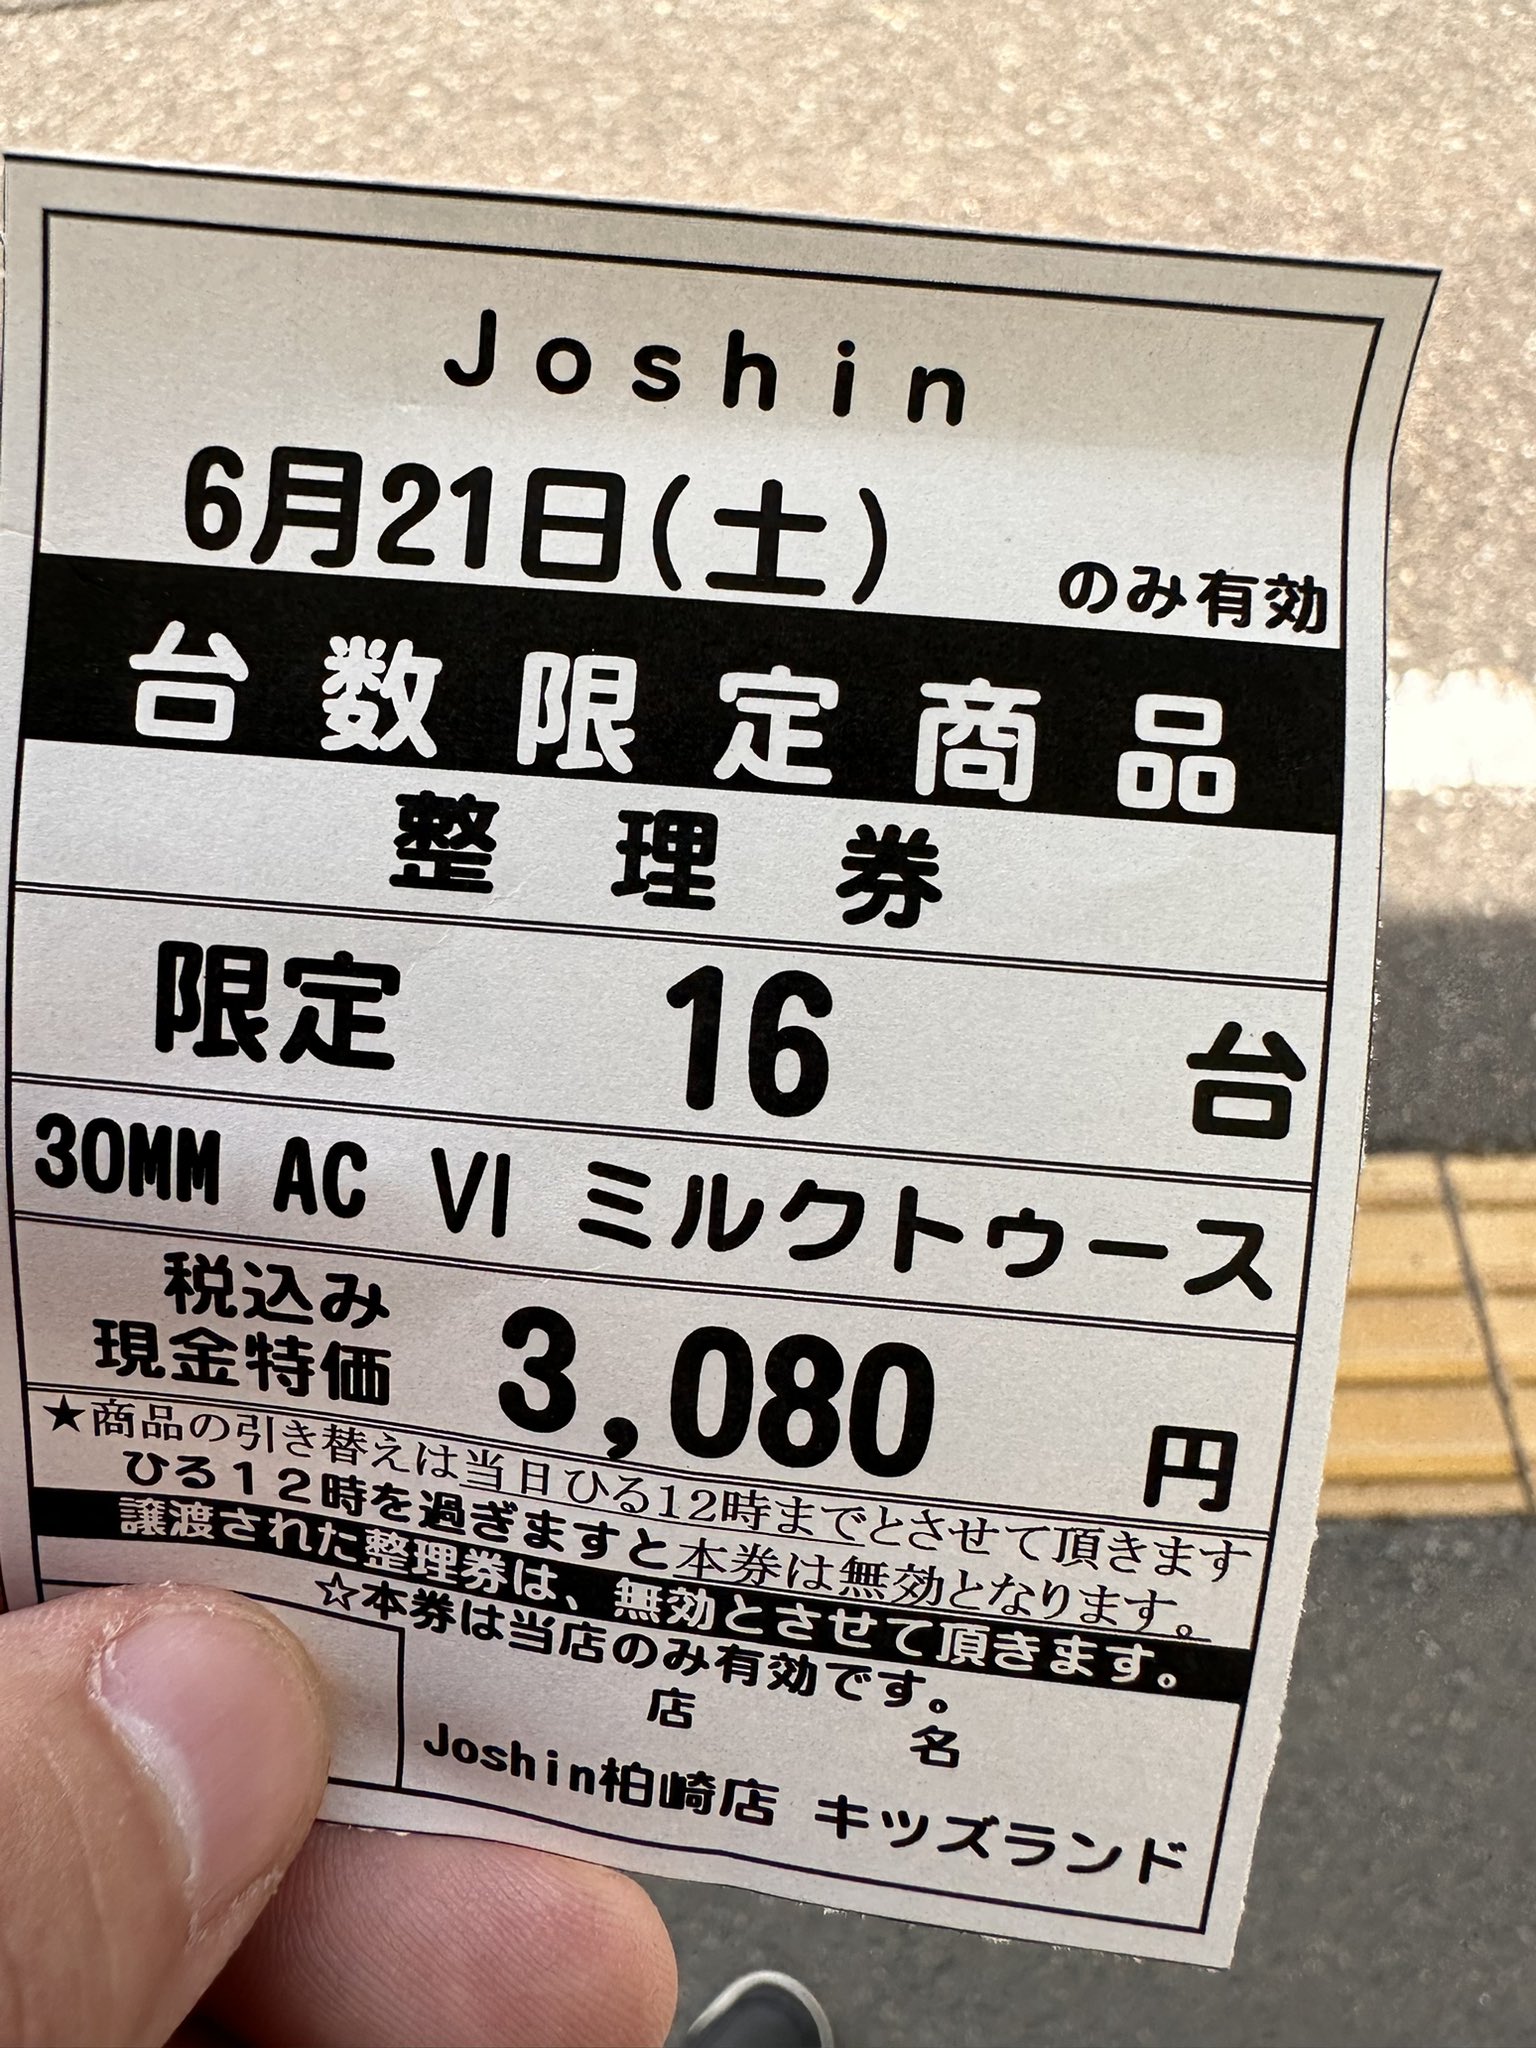 Joshin
6月21日(土) のみ有効
台数限定商品
整理券
限定 16 台
30MM AC VI ミルクトゥース
税込み
現金特価 3,080 円
★商品の引き替えは当日ひる12時までとさせて頂きます
ひる12時を過ぎますと本券は無効となります。
譲渡された整理券は、無効とさせて頂きます。
☆本券は当店のみ有効です。
店 名
Joshin柏崎店 キッズランド